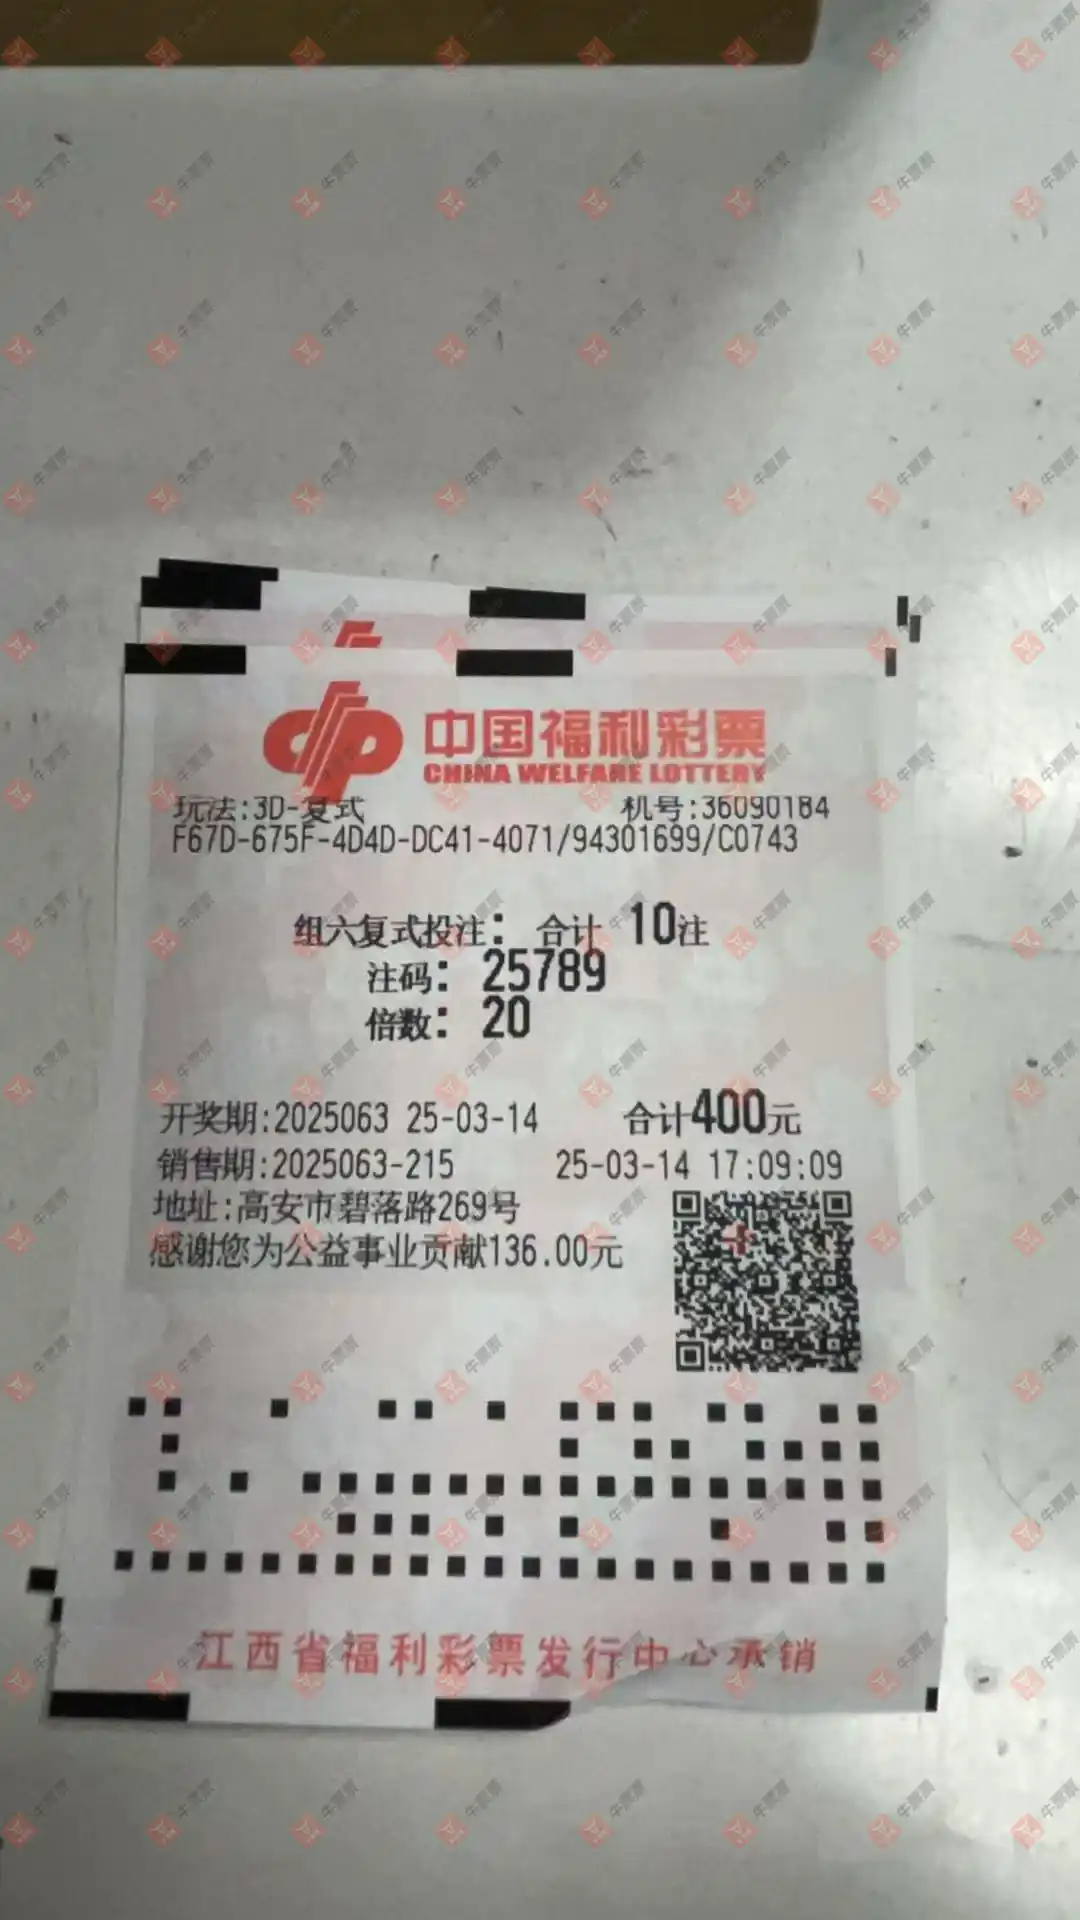 中国福利彩票
CHINA WELFARE LOTTERY
玩法:3D-复式 机号:36090184
F67D-675F-4D4D-DC41-4071/94301699/C0743
组六复式投注: 合计 10注
注码: 25789
倍数: 20
开奖期:2025063 25-03-14 合计400元
销售期:2025063-215 25-03-14 17:09:09
地址:高安市碧落路269号
感谢您为公益事业贡献136.00元
江西省福利彩票发行中心承销
牛票票